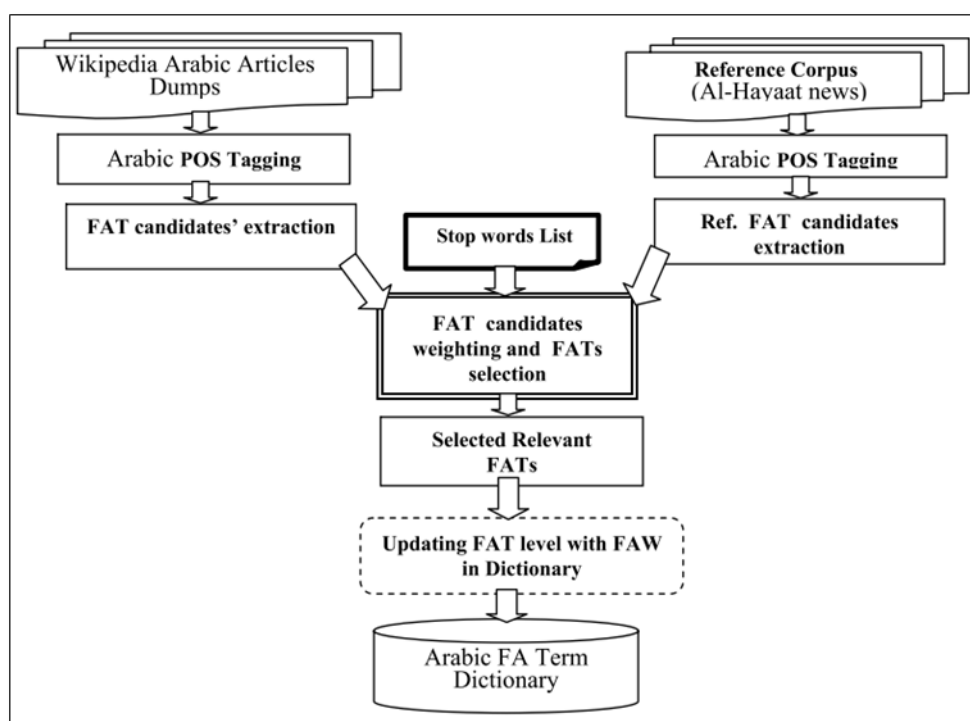 Wikipedia Arabic Articles
Dumps
Reference Corpus
(Al-Hayaat news)
Arabic POS Tagging
Arabic POS Tagging
FAT candidates’ extraction
Stop words List
Ref. FAT candidates
extraction
FAT candidates
weighting and FATs
selection
Selected Relevant
FATs
Updating FAT level with FAW
in Dictionary
Arabic FA Term
Dictionary